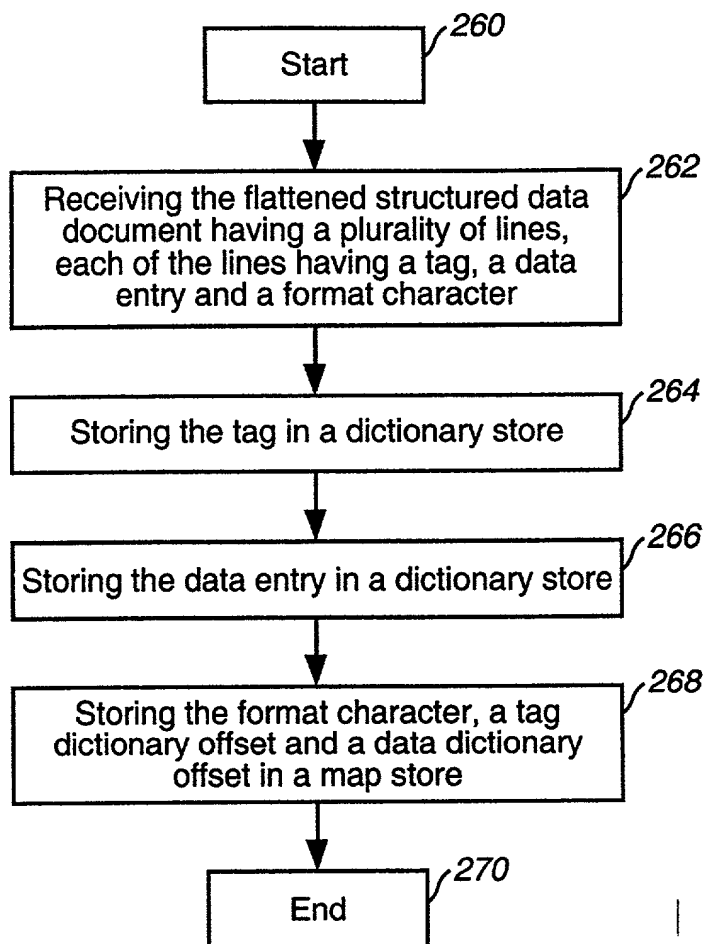 260
Start
262
Receiving the flattened structured data
document having a plurality of lines,
each of the lines having a tag, a data
entry and a format character
264
Storing the tag in a dictionary store
266
Storing the data entry in a dictionary store
268
Storing the format character, a tag
dictionary offset and a data dictionary
offset in a map store
270
End